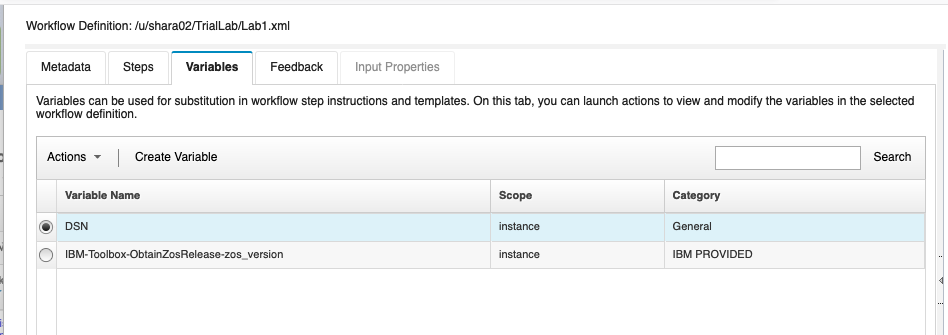 Workflow Definition: /u/shara02/TrialLab/Lab1.xml
Metadata Steps Variables Feedback Input Properties
Variables can be used for substitution in workflow step instructions and templates. On this tab, you can launch actions to view and modify the variables in the selected
workflow definition.
Actions Create Variable Search
Variable Name Scope Category
DSN instance General
IBM-Toolbox-ObtainZosRelease-zos_version instance IBM PROVIDED